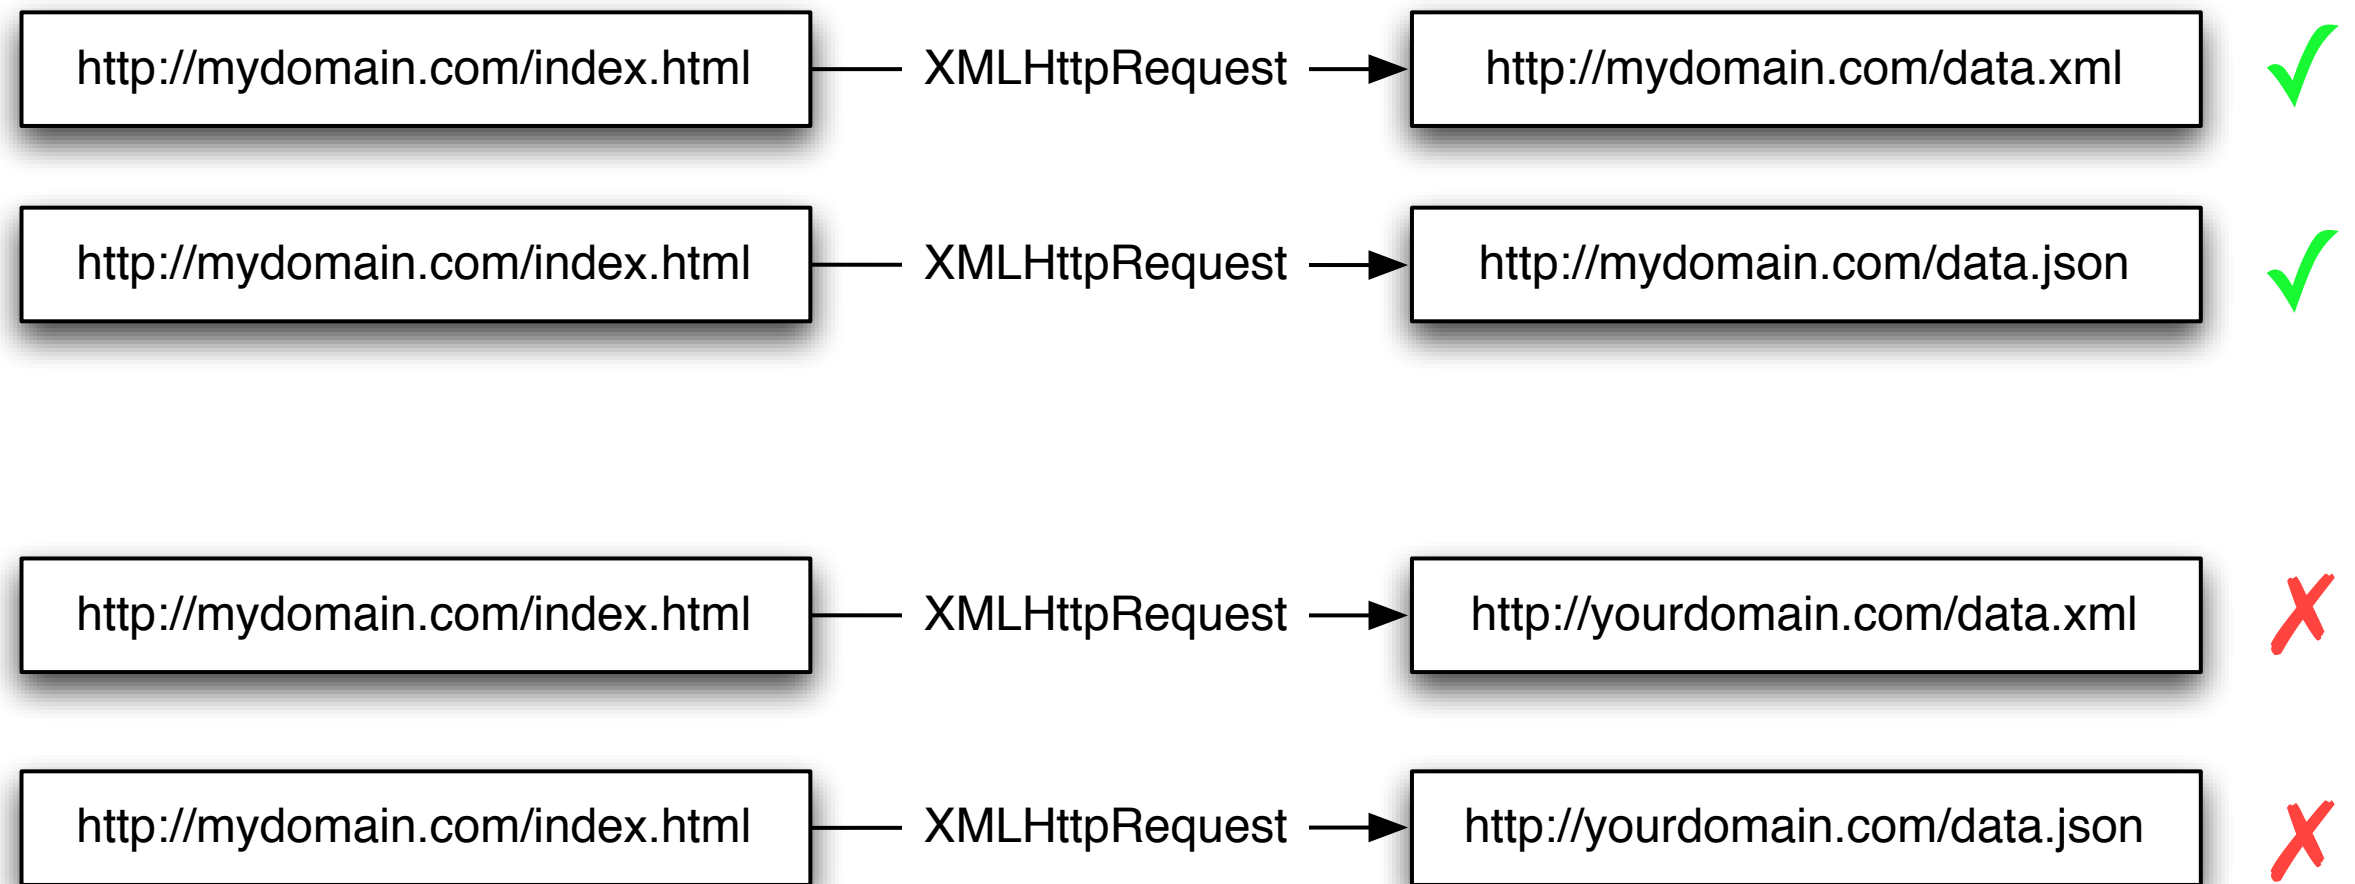 http://mydomain.com/index.html XMLHttpRequest http://mydomain.com/data.xml ✓
http://mydomain.com/index.html XMLHttpRequest http://mydomain.com/data.json ✓
http://mydomain.com/index.html XMLHttpRequest http://yourdomain.com/data.xml ✗
http://mydomain.com/index.html XMLHttpRequest http://yourdomain.com/data.json ✗